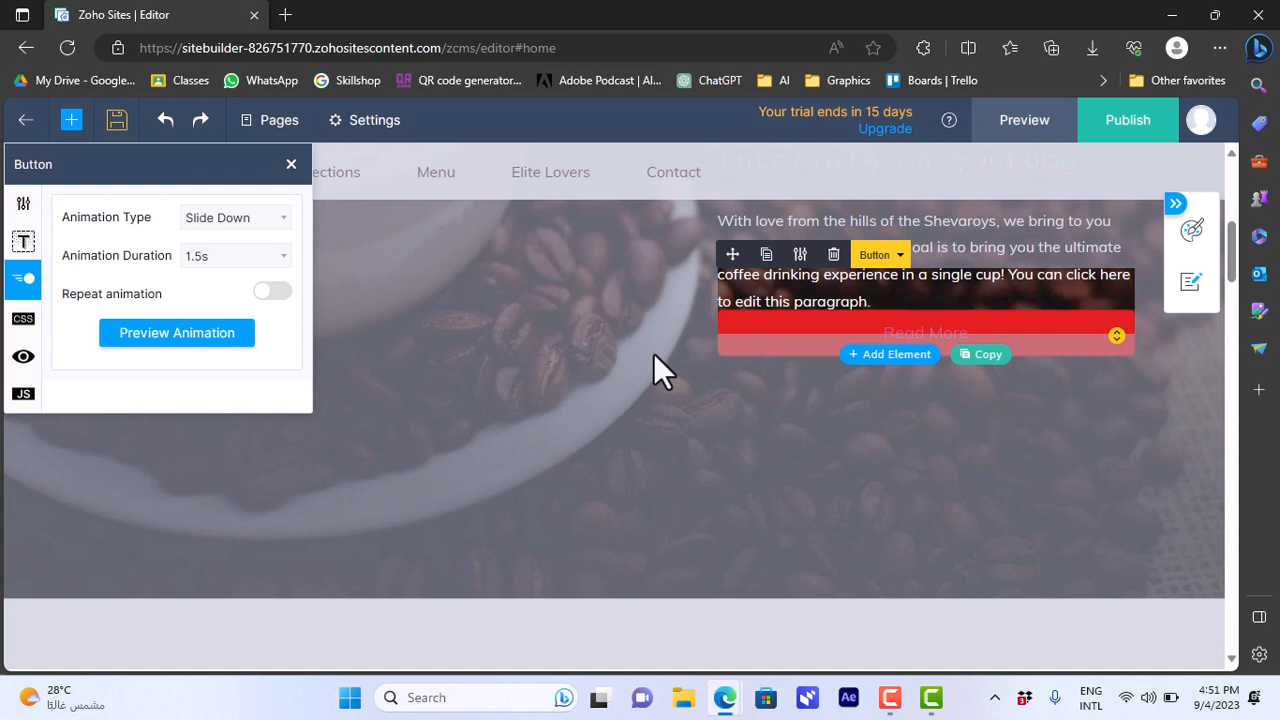 Zoho Sites | Editor
https://sitebuilder-826751770.zohositescontent.com/zcms/editor#home
My Drive - Google...
Classes
WhatsApp
Skillshop
QR code generator...
Adobe Podcast | Al...
ChatGPT
AI
Graphics
Boards | Trello
Other favorites
Pages
Settings
Your trial ends in 15 days
Upgrade
Preview
Publish
Button
ections
Menu
Elite Lovers
Contact
Tutorials on Youtube
Animation Type
Slide Down
Animation Duration
1.5s
Repeat animation
Preview Animation
CSS
JS
With love from the hills of the Shevaroys, we bring to you
oal is to bring you the ultimate
Button
coffee drinking experience in a single cup! You can click here
to edit this paragraph.
Read More
+ Add Element
Copy
28°C
مشمس غالبًا
Search
Ae
ENG
INTL
4:51 PM
9/4/2023